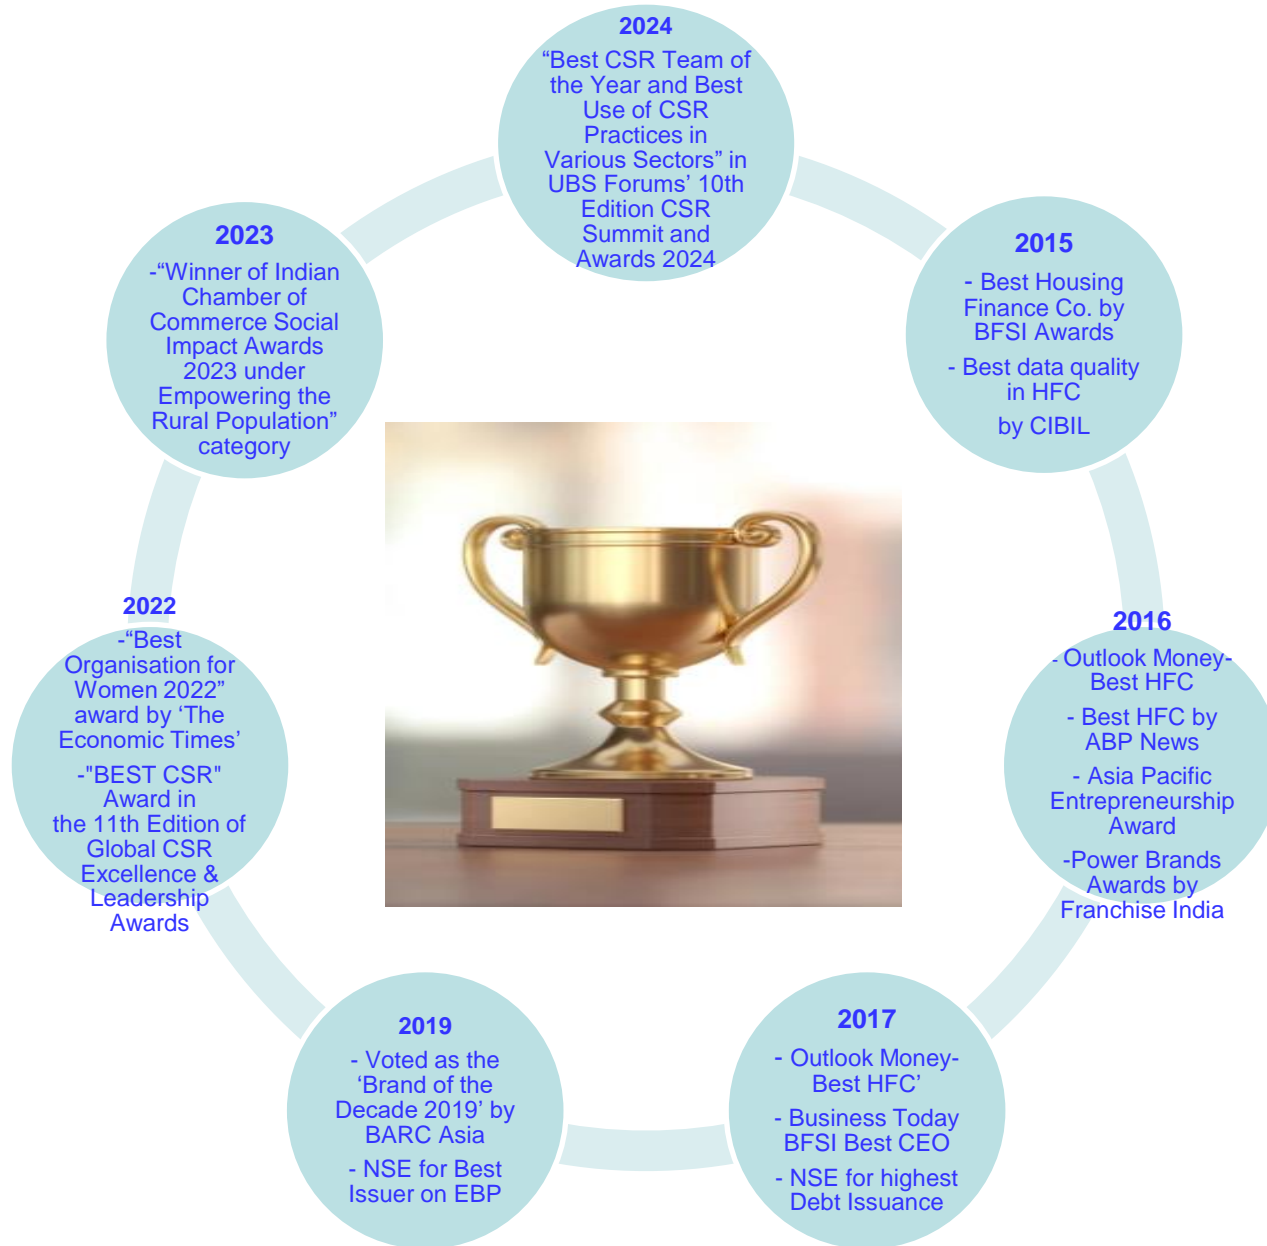 2024
“Best CSR Team of
the Year and Best
Use of CSR
Practices in
Various Sectors” in
UBS Forums’ 10th
Edition CSR
Summit and
Awards 2024
2015
- Best Housing
Finance Co. by
BFSI Awards
- Best data quality
in HFC
by CIBIL
2016
- Outlook Money-
Best HFC
- Best HFC by
ABP News
- Asia Pacific
Entrepreneurship
Award
-Power Brands
Awards by
Franchise India
2017
- Outlook Money-
Best HFC’
- Business Today
BFSI Best CEO
- NSE for highest
Debt Issuance
2019
- Voted as the
‘Brand of the
Decade 2019’ by
BARC Asia
- NSE for Best
Issuer on EBP
2022
-“Best
Organisation for
Women 2022”
award by ‘The
Economic Times’
-"BEST CSR"
Award in
the 11th Edition of
Global CSR
Excellence &
Leadership
Awards
2023
-“Winner of Indian
Chamber of
Commerce Social
Impact Awards
2023 under
Empowering the
Rural Population”
category